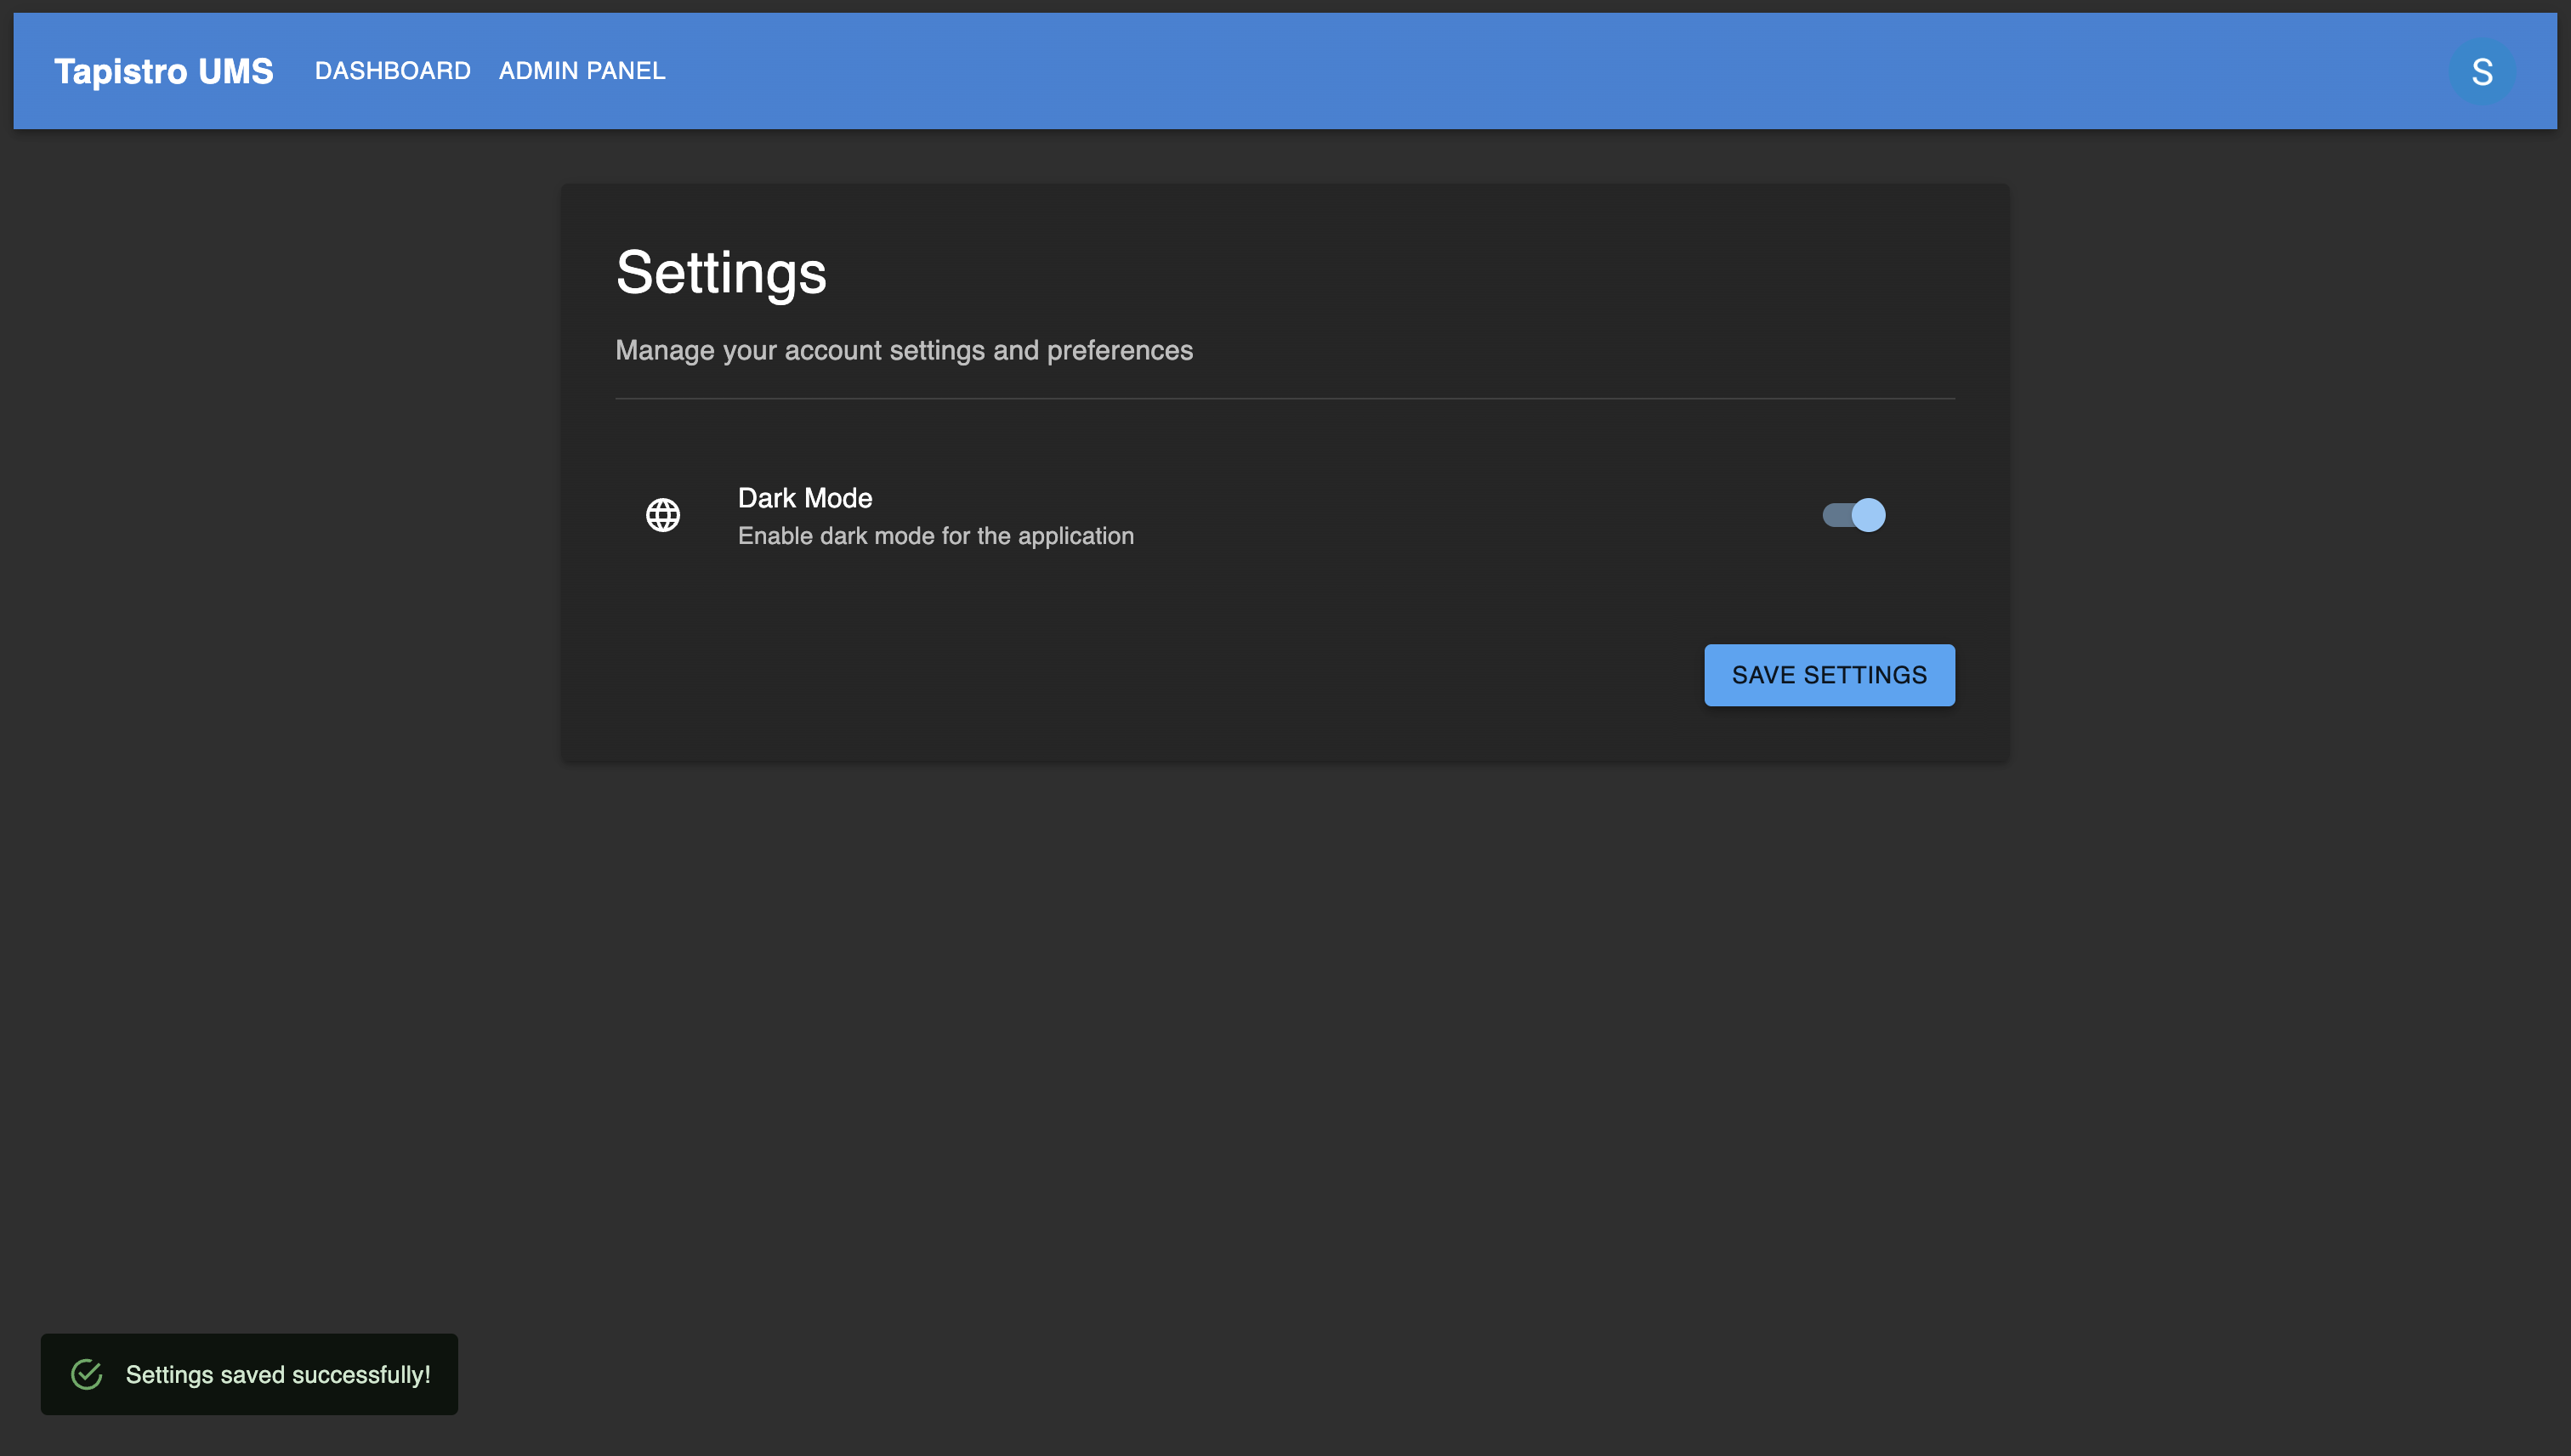 Tapistro UMS DASHBOARD ADMIN PANEL S
Settings
Manage your account settings and preferences
Dark Mode
Enable dark mode for the application
SAVE SETTINGS
Settings saved successfully!